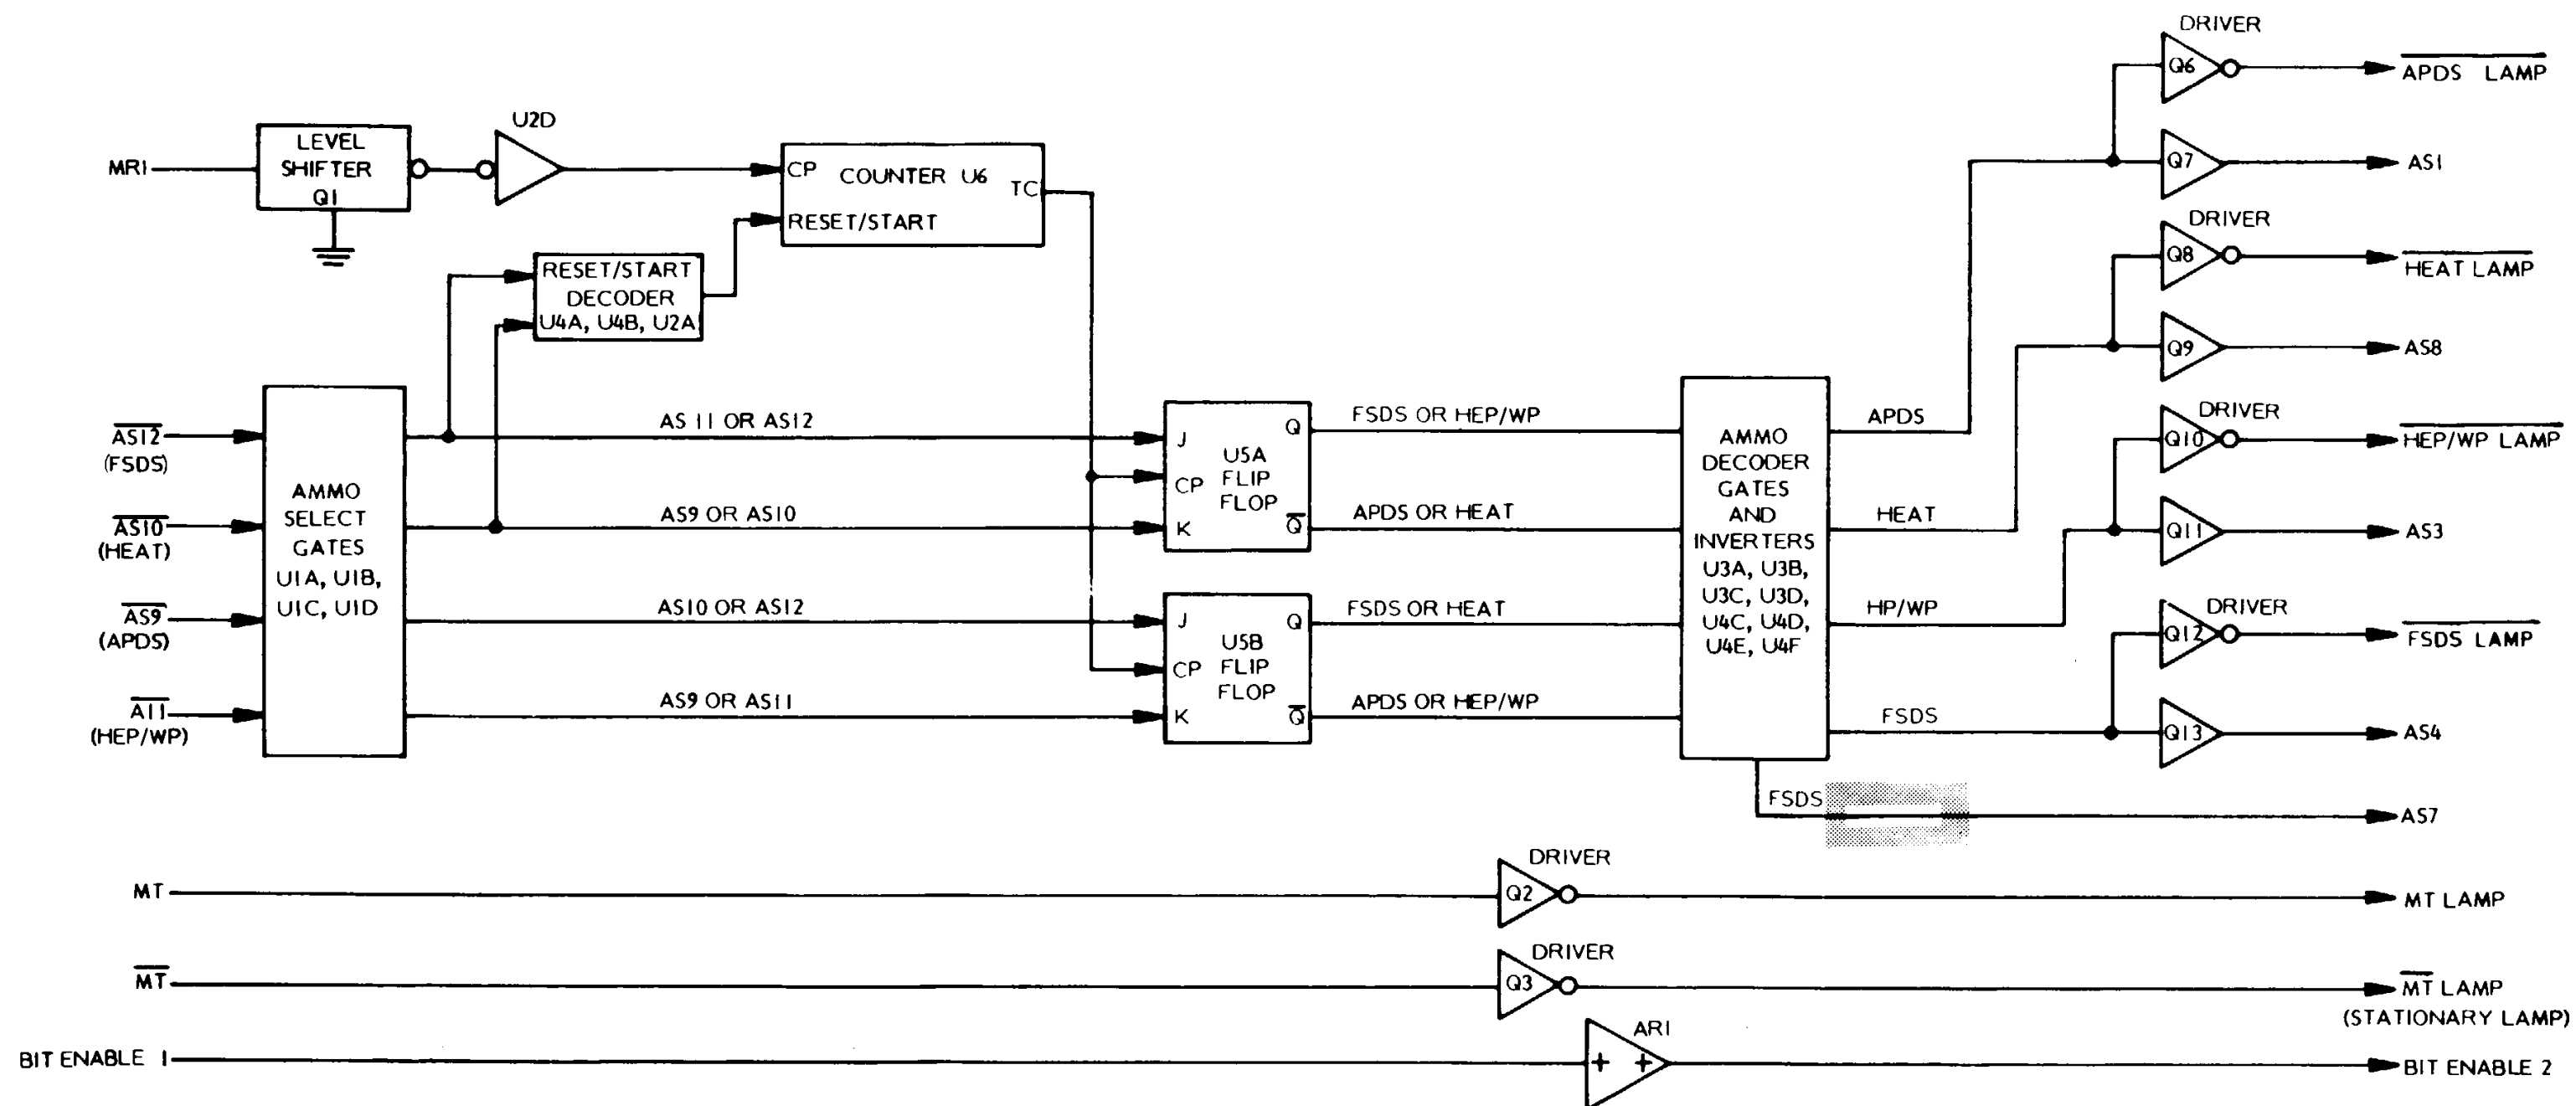 DRIVER
Q6
APDS LAMP
U2D
LEVEL
SHIFTER
Q1
MR1
CP
COUNTER U6
TC
RESET/START
Q7
AS1
DRIVER
Q8
HEAT LAMP
RESET/START
DECODER
U4A, U4B, U2A
Q9
AS8
AS12
(FSDS)
AS10
(HEAT)
AS9
(APDS)
A11
(HEP/WP)
AMMO
SELECT
GATES
U1A, U1B,
U1C, U1D
AS 11 OR AS12
AS9 OR AS10
AS10 OR AS12
AS9 OR AS11
J
CP
K
U5A
FLIP
FLOP
Q
Q
J
CP
K
U5B
FLIP
FLOP
Q
Q
FSDS OR HEP/WP
APDS OR HEAT
FSDS OR HEAT
APDS OR HEP/WP
AMMO
DECODER
GATES
AND
INVERTERS
U3A, U3B,
U3C, U3D,
U4C, U4D,
U4E, U4F
APDS
HEAT
HP/WP
FSDS
FSDS
DRIVER
Q10
HEP/WP LAMP
Q11
AS3
DRIVER
Q12
FSDS LAMP
Q13
AS4
AS7
MT
DRIVER
Q2
MT LAMP
MT
DRIVER
Q3
MT LAMP
(STATIONARY LAMP)
BIT ENABLE 1
AR1
+ +
BIT ENABLE 2